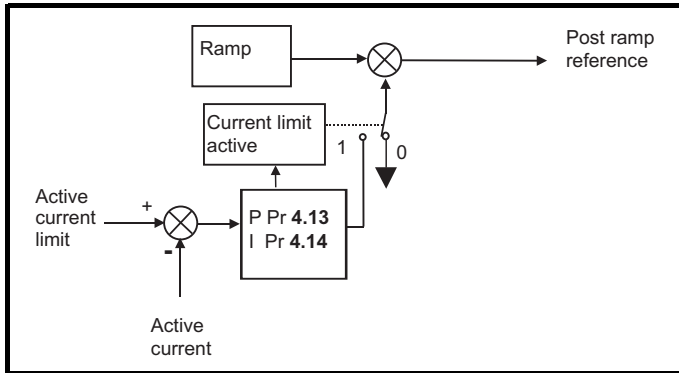 Ramp
Post ramp
reference
Current limit
active
1
0
Active
current
limit
+
-
P Pr 4.13
I Pr 4.14
Active
current